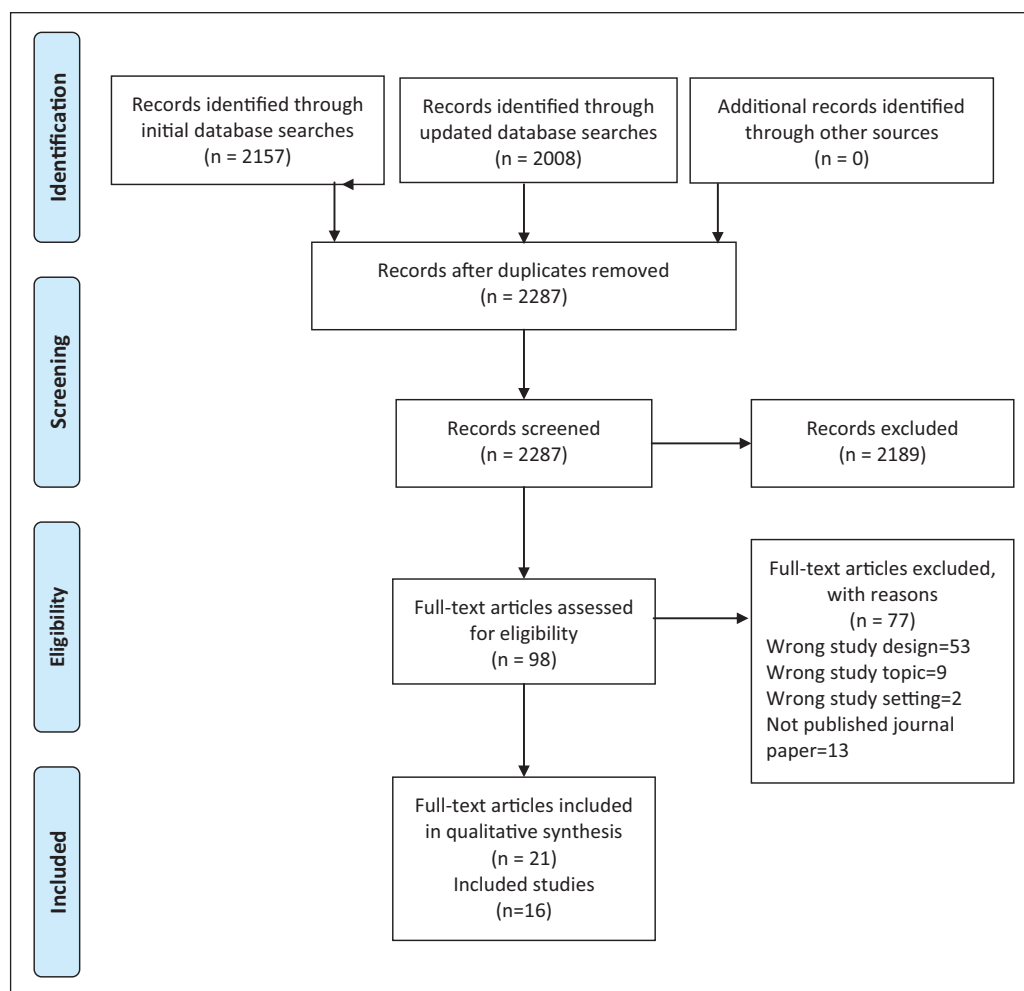 Identification
Records identified through
initial database searches
(n = 2157)
Records identified through
updated database searches
(n = 2008)
Additional records identified
through other sources
(n = 0)
Records after duplicates removed
(n = 2287)
Screening
Records screened
(n = 2287)
Records excluded
(n = 2189)
Eligibility
Full-text articles assessed
for eligibility
(n = 98)
Full-text articles excluded,
with reasons
(n = 77)
Wrong study design=53
Wrong study topic=9
Wrong study setting=2
Not published journal
paper=13
Included
Full-text articles included
in qualitative synthesis
(n = 21)
Included studies
(n=16)